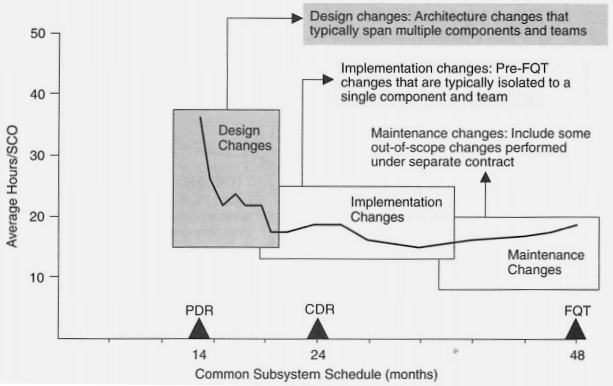 Design changes: Architecture changes that
typically span multiple components and teams
Implementation changes: Pre-FQT
changes that are typically isolated to a
single component and team
Maintenance changes: Include some
out-of-scope changes performed
under separate contract
50
40
30
20
10
Average Hours/SCO
Design
Changes
Implementation
Changes
Maintenance
Changes
PDR
CDR
FQT
14
24
48
Common Subsystem Schedule (months)